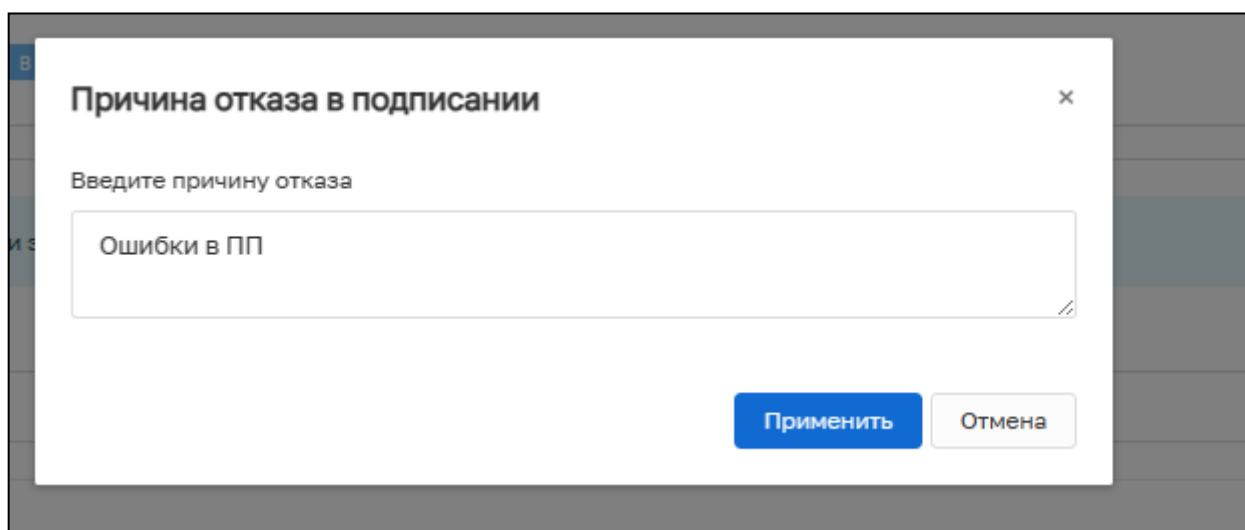 В
Причина отказа в подписании
×
Введите причину отказа
и з
Ошибки в ПП
Применить
Отмена